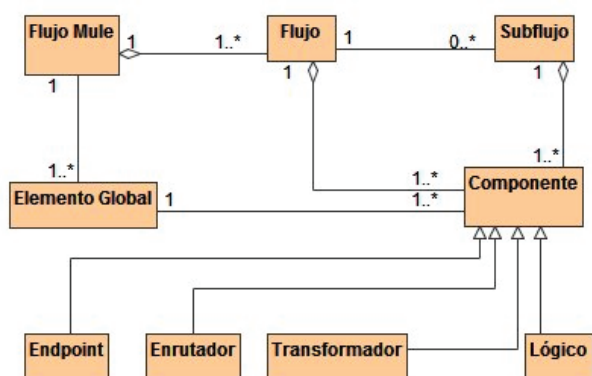 Flujo Mule
1
1..*
Flujo
1
0..*
Subflujo
1
1
1
1..*
1..*
Elemento Global
1
1..*
1..*
Componente
Endpoint
Enrutador
Transformador
Lógico